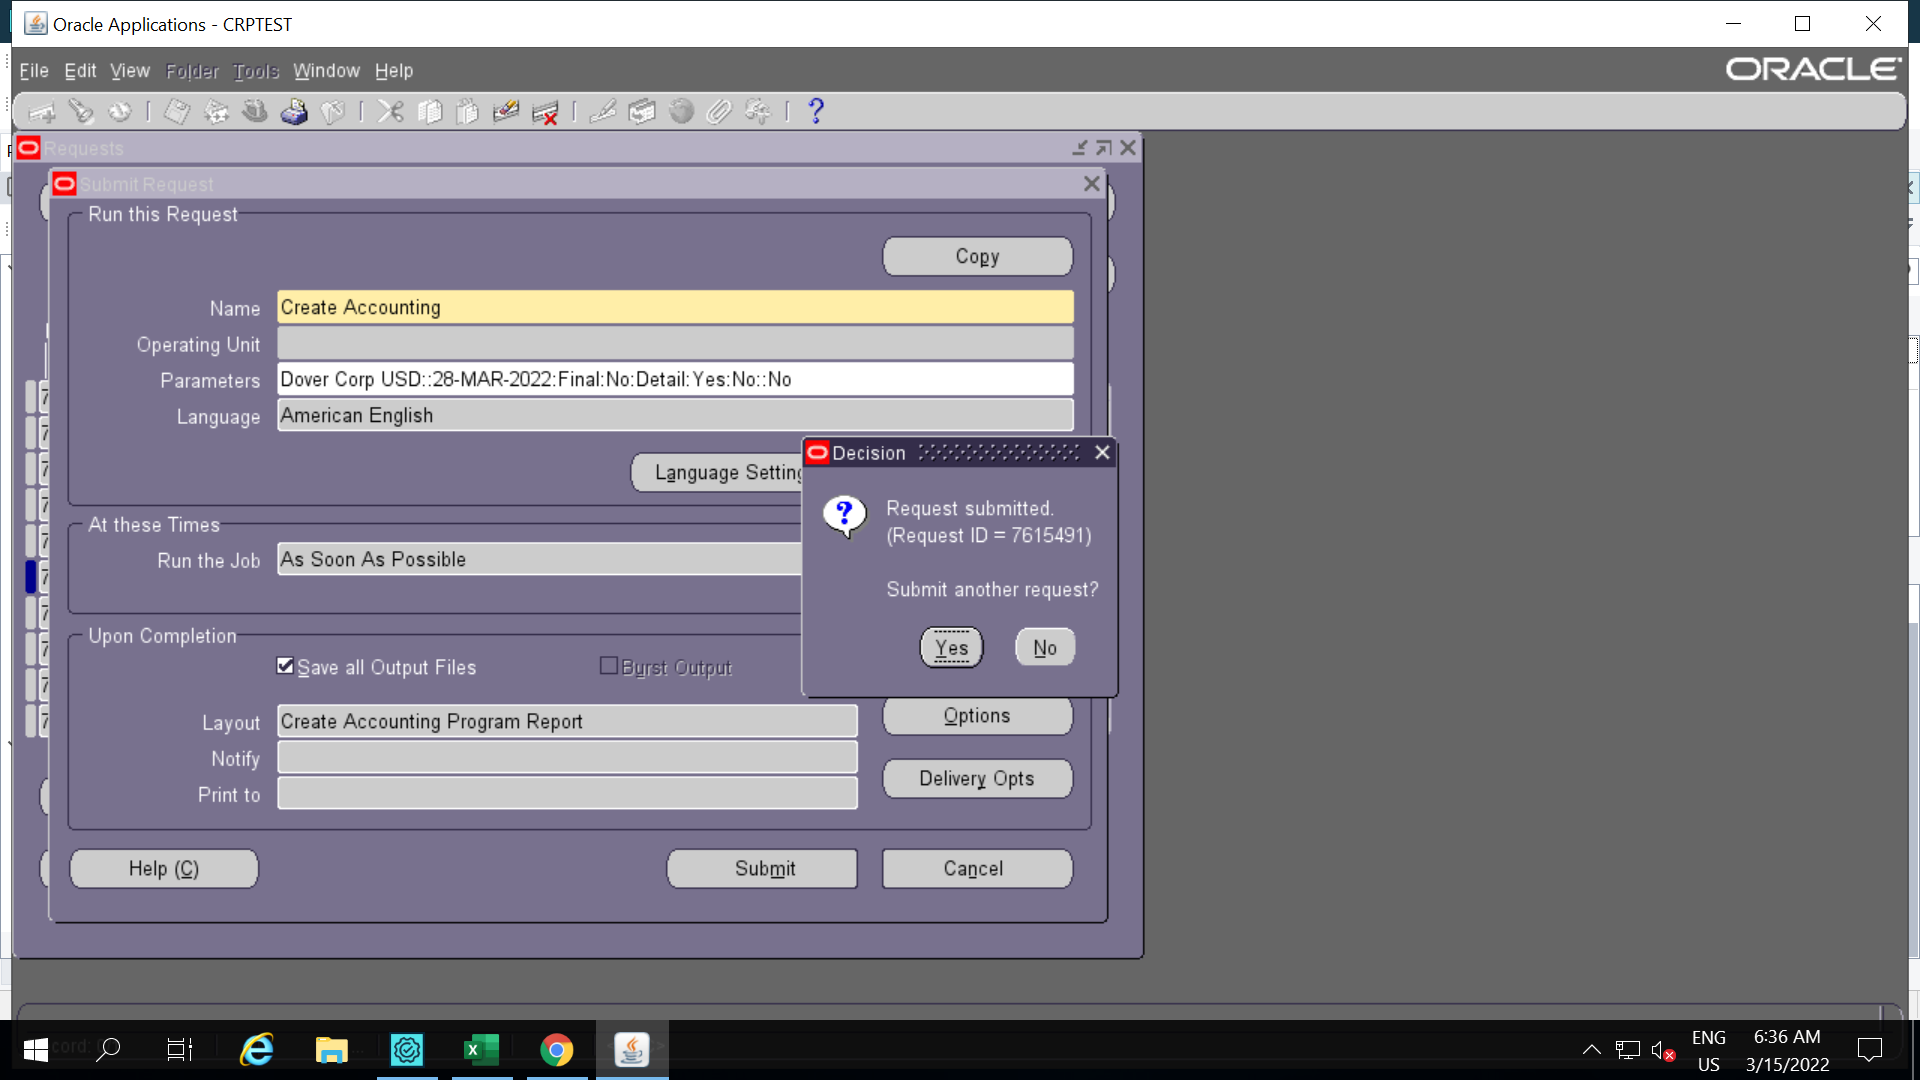 Oracle Applications - CRPTEST
File Edit View Folder Tools Window Help
ORACLE
Requests
Submit Request
Run this Request
Copy
Name Create Accounting
Operating Unit
Parameters Dover Corp USD::28-MAR-2022:Final:No:Detail:Yes:No::No
Language American English
Language Setting
Decision
Request submitted.
(Request ID = 7615491)
Submit another request?
Yes No
At these Times
Run the Job As Soon As Possible
Upon Completion
Save all Output Files Burst Output
Layout Create Accounting Program Report
Options
Notify
Delivery Opts
Print to
Help (C) Submit Cancel
ENG
US
6:36 AM
3/15/2022